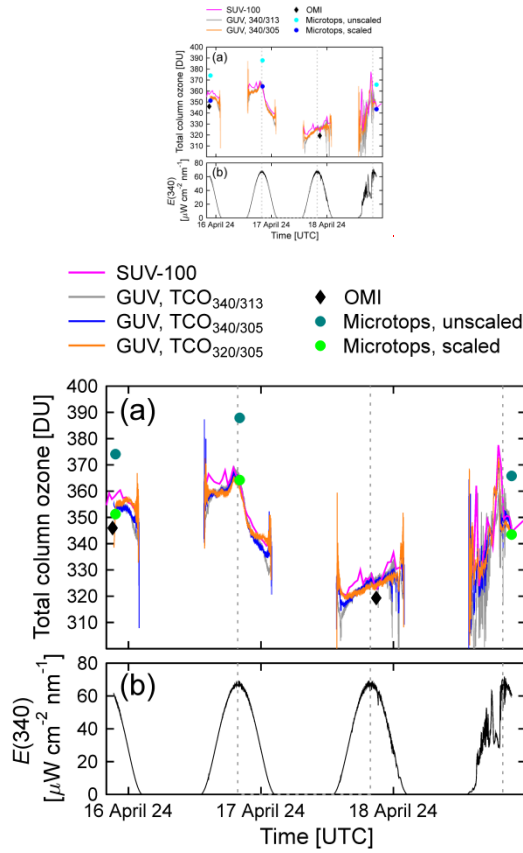 SUV-100
GUV, 340/313
GUV, 340/305
OMI
Microtops, unscaled
Microtops, scaled
(a)
Total column ozone [DU]
400
390
380
370
360
350
340
330
320
310
300
(b)
E(340)
[µW cm-2 nm-1]
80
60
40
20
0
16 April 24
17 April 24
18 April 24
Time [UTC]
SUV-100
GUV, TCO340/313
GUV, TCO340/305
GUV, TCO320/305
OMI
Microtops, unscaled
Microtops, scaled
(a)
Total column ozone [DU]
400
390
380
370
360
350
340
330
320
310
300
(b)
E(340)
[µW cm-2 nm-1]
80
60
40
20
0
16 April 24
17 April 24
18 April 24
Time [UTC]